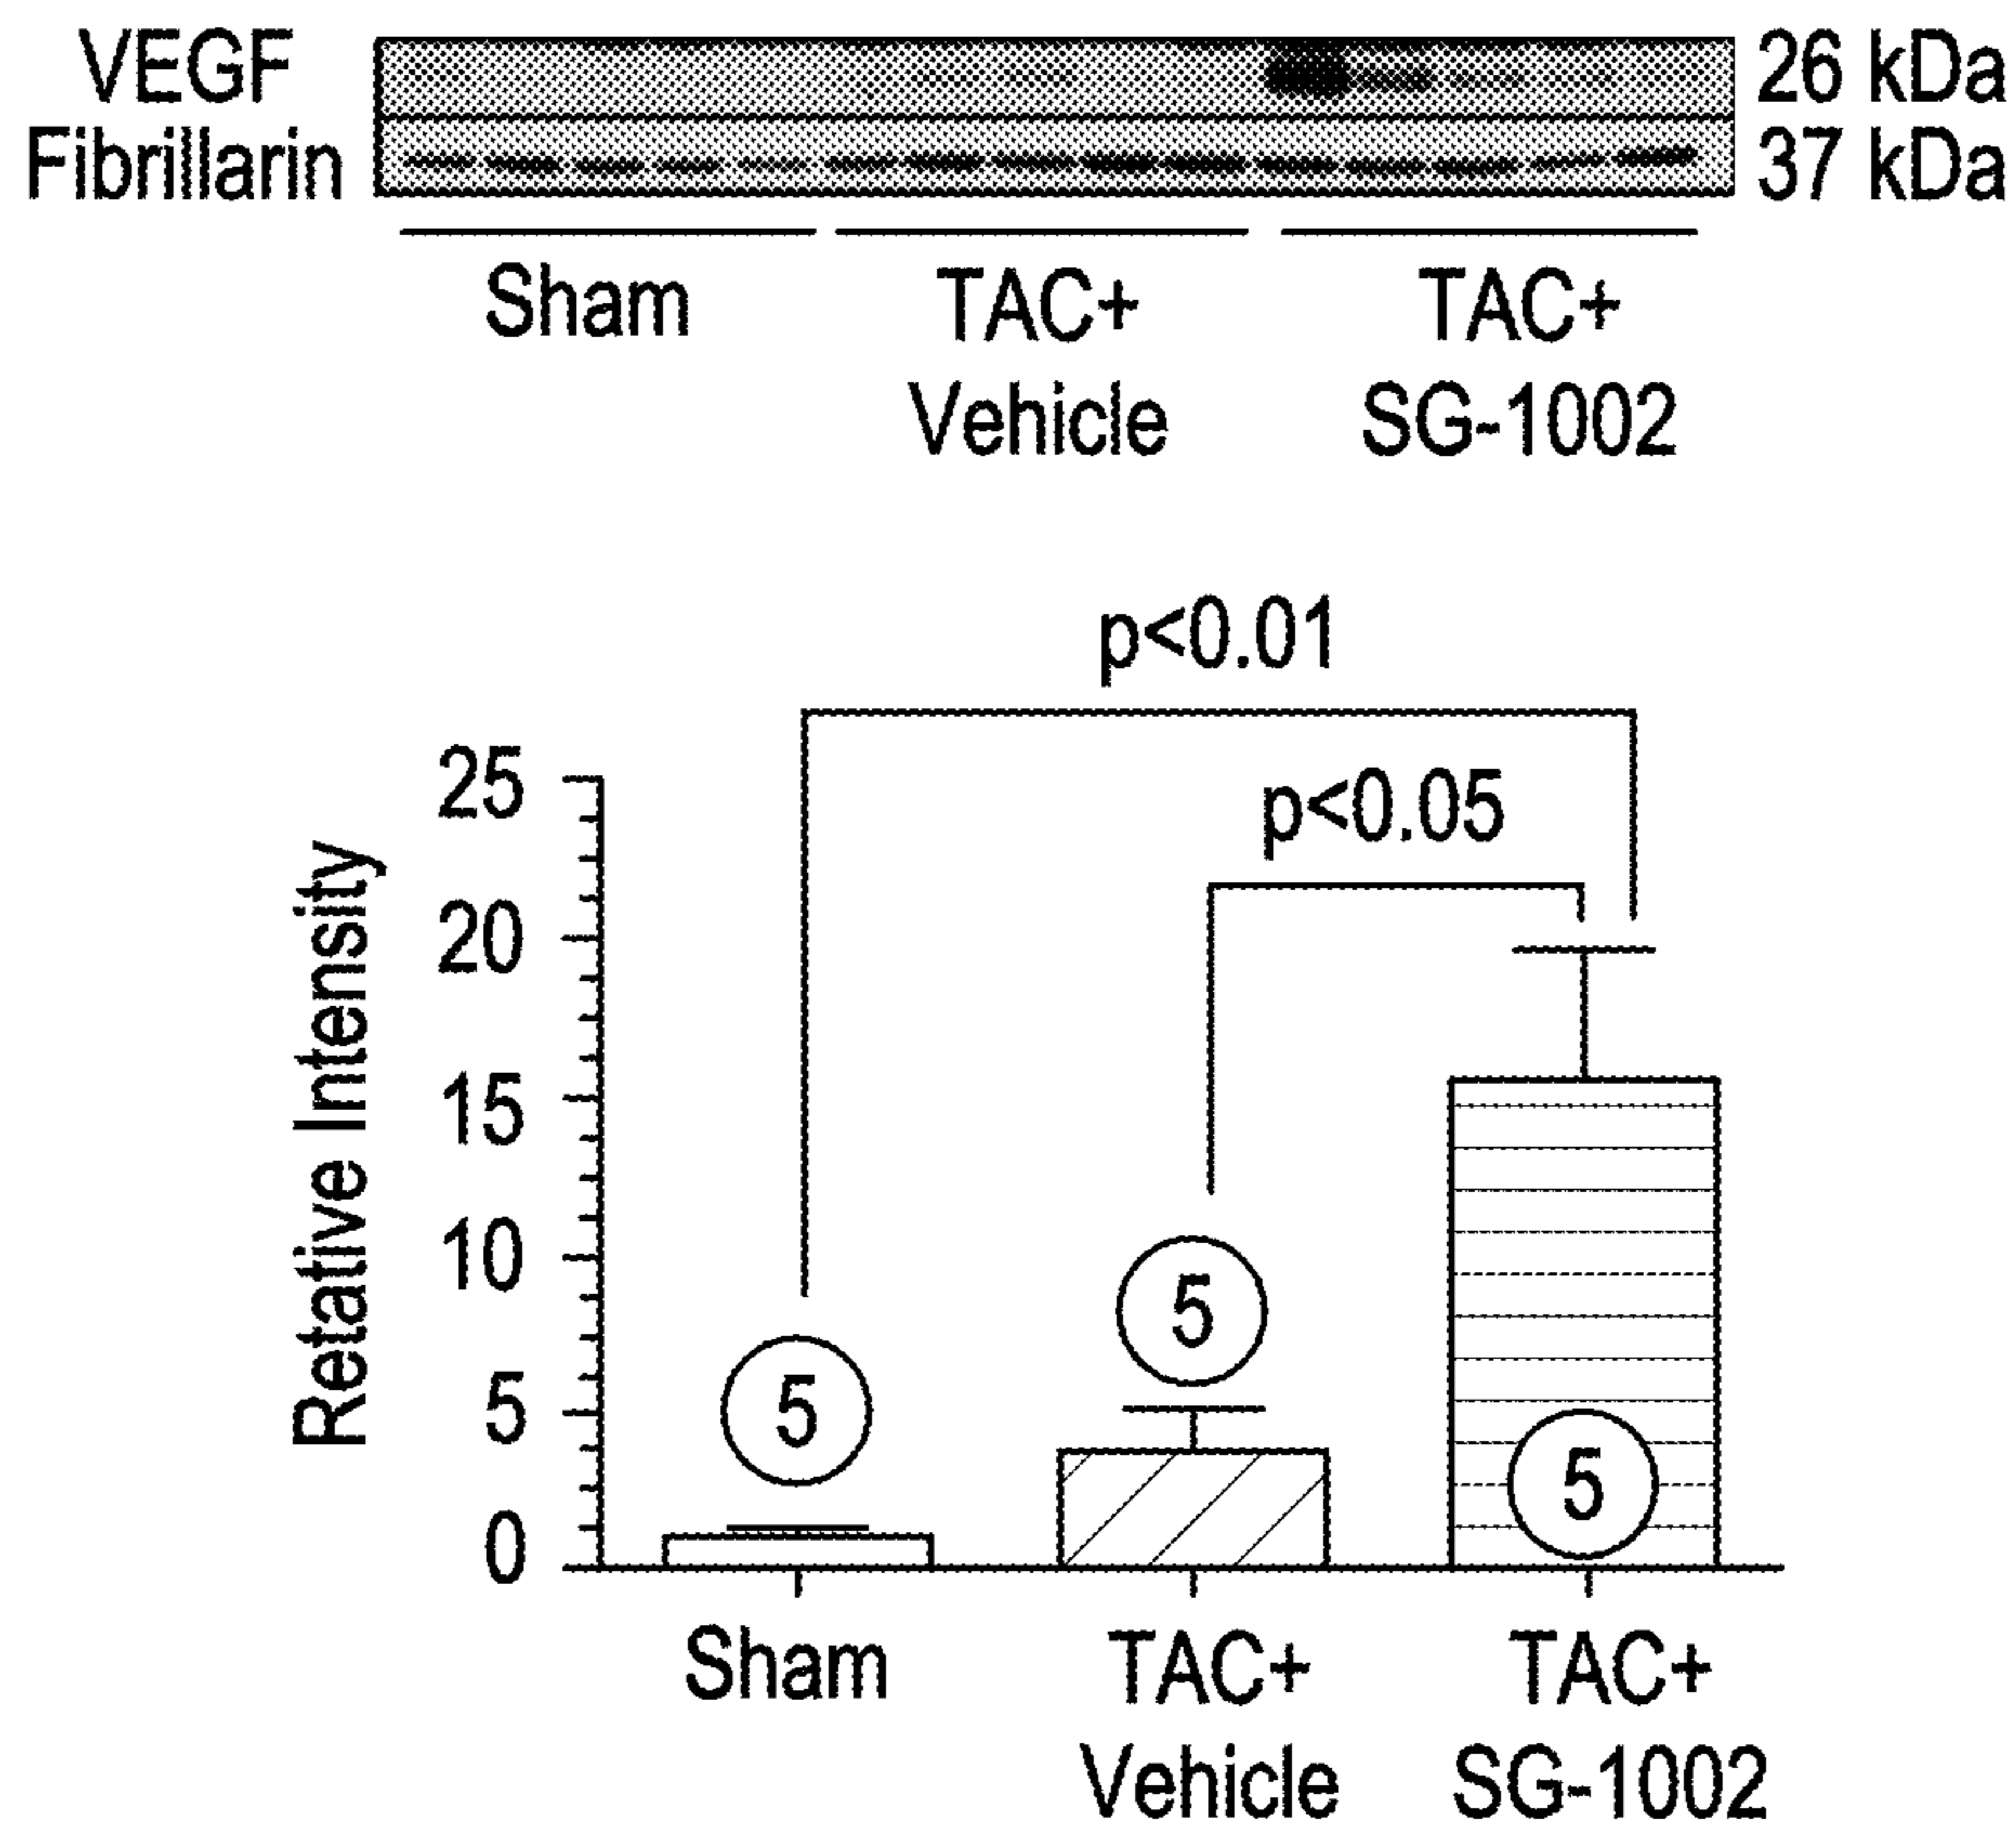 VEGF 26 kDa
Fibrillarin 37 kDa
Sham TAC+ TAC+
Vehicle SG-1002
p<0.01
p<0.05
Retative Intensity
25
20
15
10
5
0
5
5
5
Sham TAC+ TAC+
Vehicle SG-1002